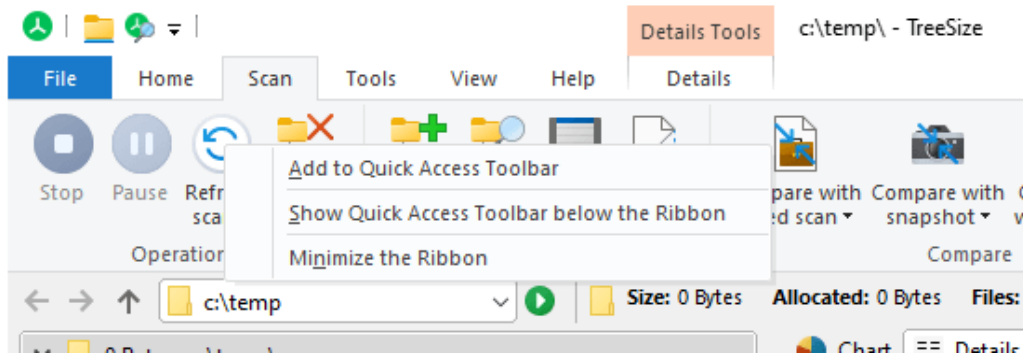 Details Tools
c:\temp\ - TreeSize
File Home Scan Tools View Help Details
Stop Pause
Add to Quick Access Toolbar
Show Quick Access Toolbar below the Ribbon
Minimize the Ribbon
Compare with
snapshot
Compare
c:\temp
Size: 0 Bytes Allocated: 0 Bytes Files:
Chart Details